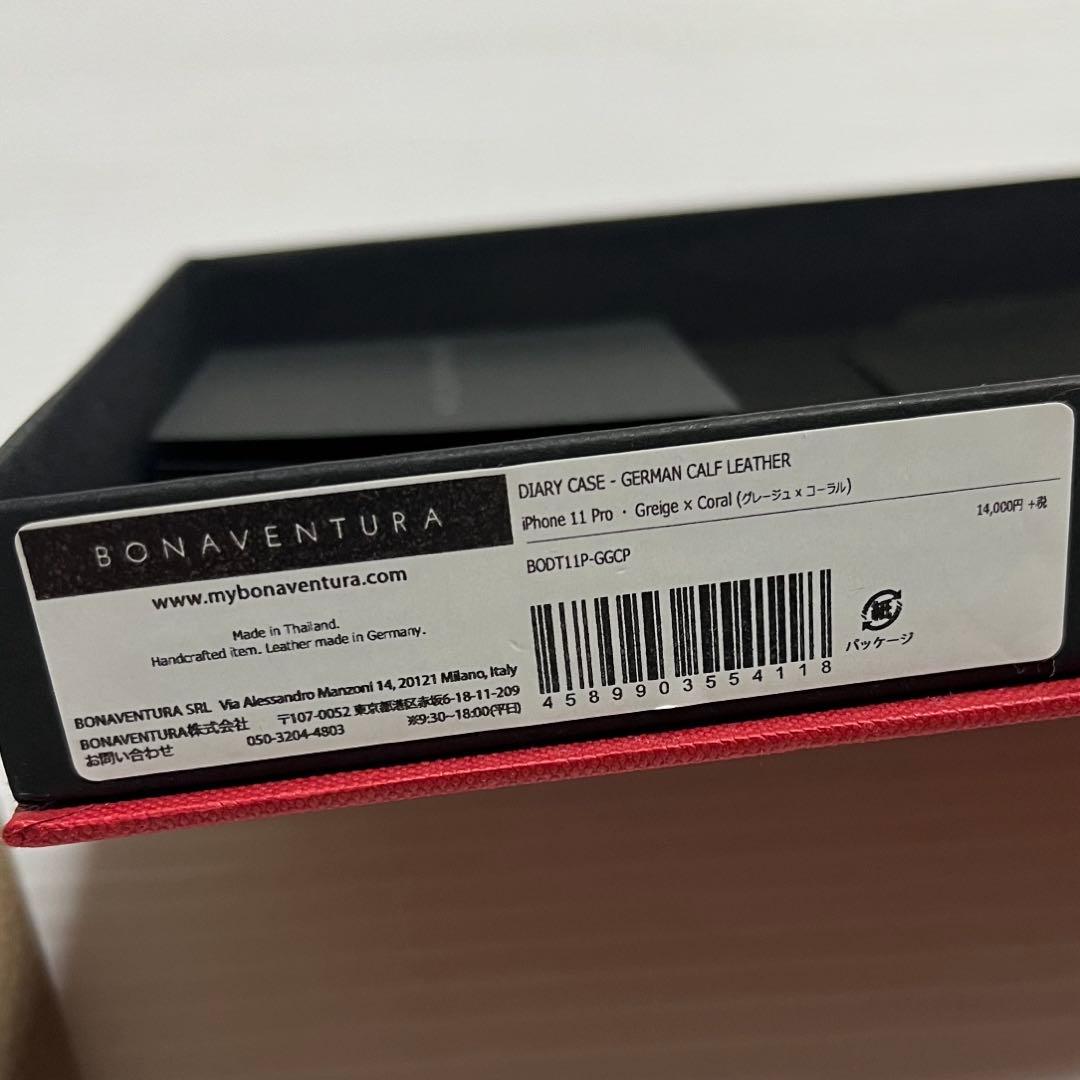 BONAVENTURA
www.mybonaventura.com
Made in Thailand.
Handcrafted item. Leather made in Germany.
BONAVENTURA SRL Via Alessandro Manzoni 14, 20121 Milano, Italy
BONAVENTURA株式会社 〒107-0052 東京都港区赤坂6-18-11-209
お問い合わせ 050-3204-4803 ※9:30~18:00(平日)
DIARY CASE - GERMAN CALF LEATHER
iPhone 11 Pro ・ Greige × Coral (グレージュ × コーラル)
14,000円 +税
BODT11P-GGCP
4589903554118
紙
パッケージ